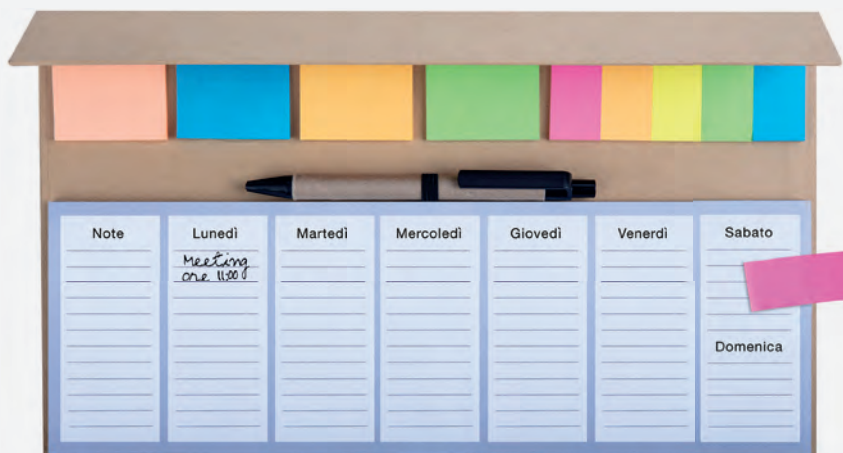 Note
Lunedì
Martedì
Mercoledì
Giovedì
Venerdì
Sabato
Meeting
ore 11:00
Domenica